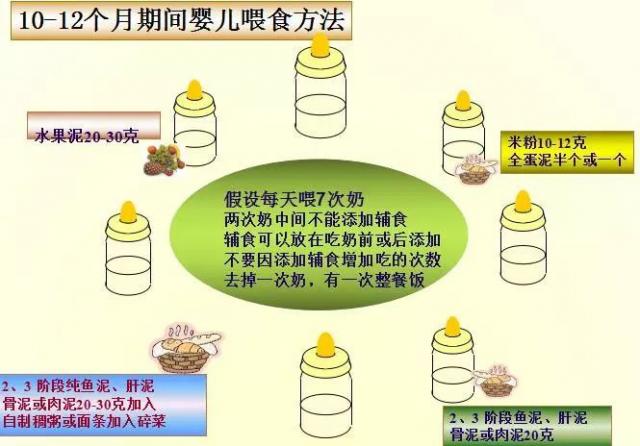 10-12个月期间婴儿喂食方法
水果泥20-30克
米粉10-12克
全蛋泥半个或一个
假设每天喂7次奶
两次奶中间不能添加辅食
辅食可以放在吃奶前或后添加
不要因添加辅食增加吃的次数
去掉一次奶，有一次整餐饭
2、3 阶段纯鱼泥、肝泥
骨泥或肉泥20-30克加入
自制稠粥或面条加入碎菜
2、3 阶段鱼泥、肝泥
骨泥或肉泥20克